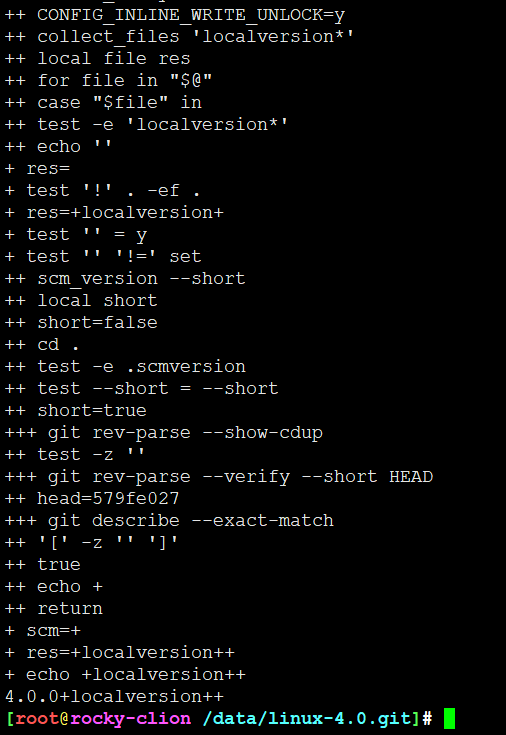 ++ CONFIG_INLINE_WRITE_UNLOCK=y
++ collect_files 'localversion*'
++ local file res
++ for file in "$@"
++ case "$file" in
++ test -e 'localversion*'
++ echo ''
+ res=
+ test '!' . -ef .
+ res=+localversion+
+ test '' = y
+ test '' '!=' set
++ scm_version --short
++ local short
++ short=false
++ cd .
++ test -e .scmversion
++ test --short = --short
++ short=true
+++ git rev-parse --show-cdup
++ test -z ''
+++ git rev-parse --verify --short HEAD
++ head=579fe027
+++ git describe --exact-match
++ '[' -z '' ']'
++ true
++ echo +
++ return
+ scm=+
+ res=+localversion++
+ echo +localversion++
4.0.0+localversion++
[root@rocky-clion /data/linux-4.0.git]#